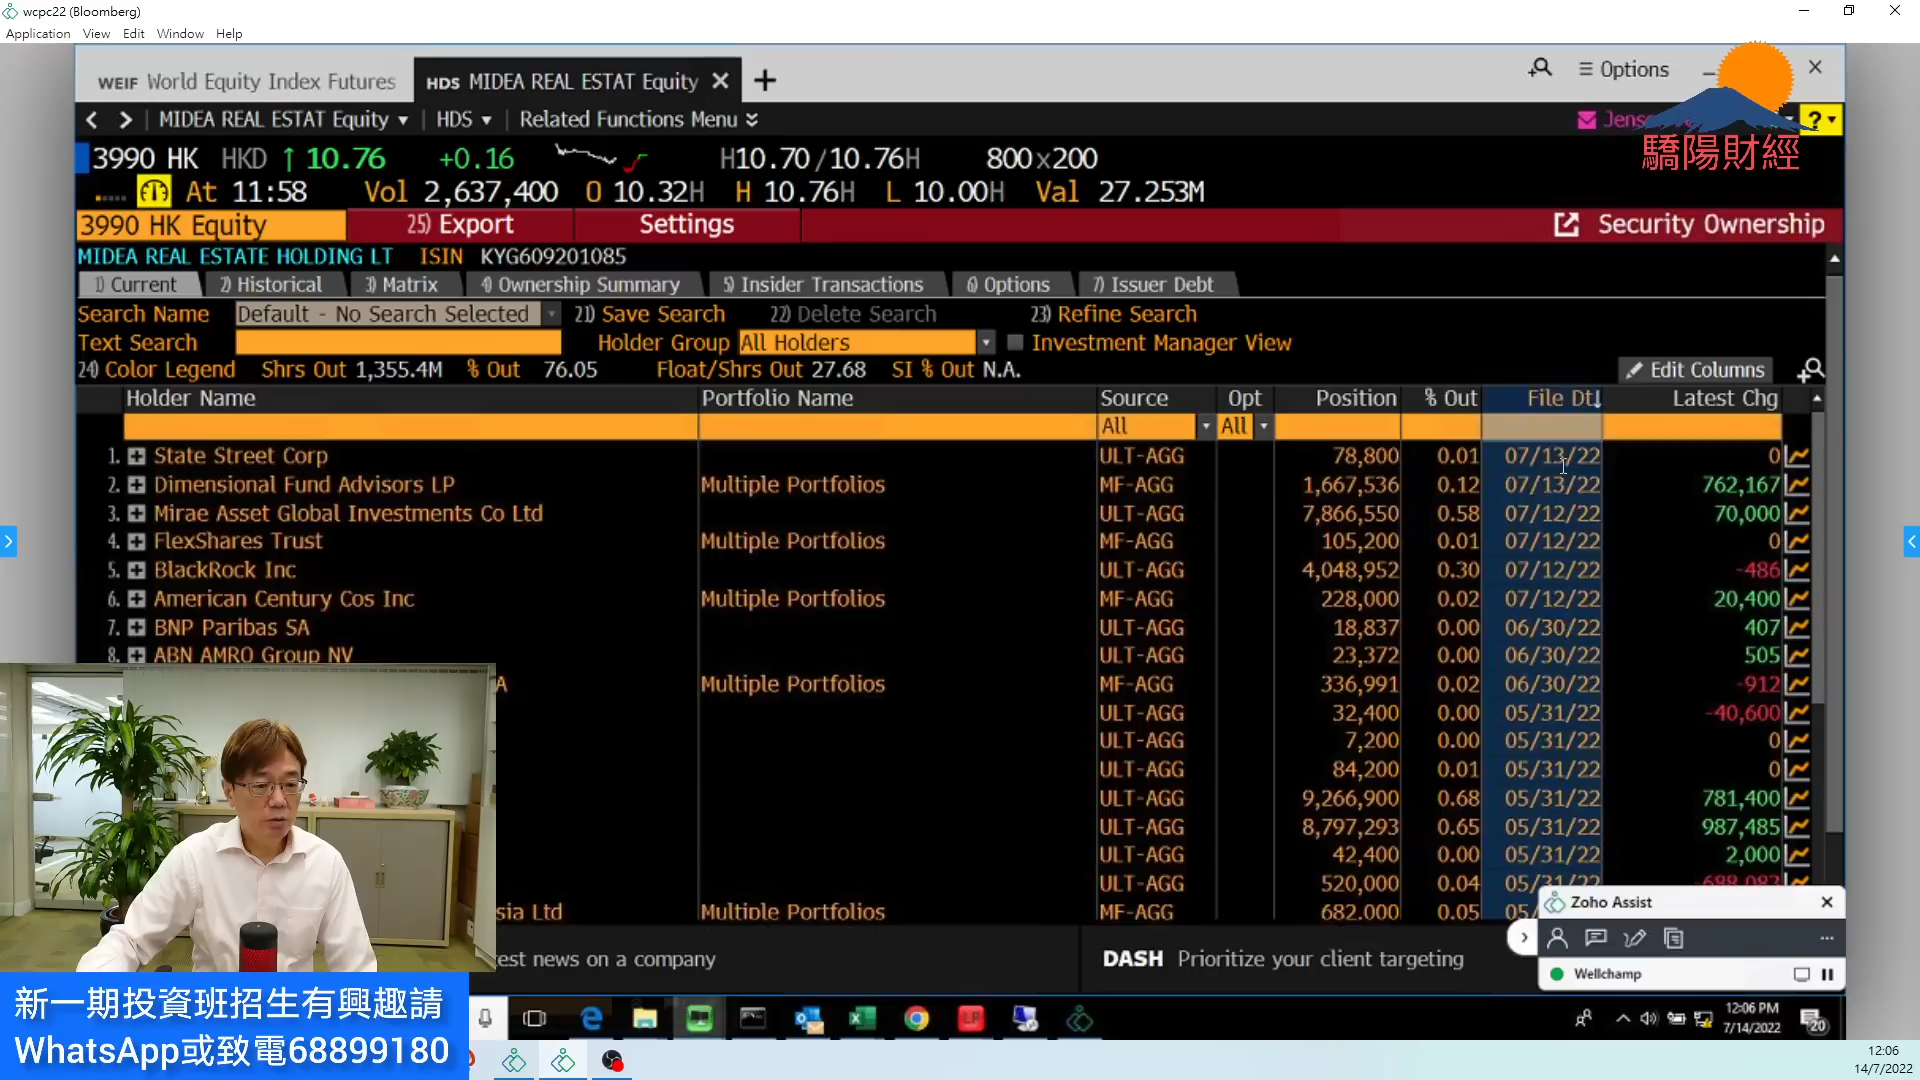 wcpc22 (Bloomberg)
Application View Edit Window Help
WEIF World Equity Index Futures HDS MIDEA REAL ESTAT Equity
Options
MIDEA REAL ESTAT Equity HDS Related Functions Menu
?
驕陽財經
3990 HK HKD ↑ 10.76 +0.16 H10.70/10.76H 800x200
At 11:58 Vol 2,637,400 O 10.32H H 10.76H L 10.00H Val 27.253M
3990 HK Equity 25) Export Settings Security Ownership
MIDEA REAL ESTATE HOLDING LT ISIN KYG609201085
1) Current 2) Historical 3) Matrix 4) Ownership Summary 5) Insider Transactions 6) Options 7) Issuer Debt
Search Name Default - No Search Selected 21) Save Search 22) Delete Search 23) Refine Search
Text Search Holder Group All Holders Investment Manager View
24) Color Legend Shrs Out 1,355.4M % Out 76.05 Float/Shrs Out 27.68 SI % Out N.A. Edit Columns
Holder Name Portfolio Name Source Opt Position % Out File Dt↓ Latest Chg
All All
1. State Street Corp ULT-AGG 78,800 0.01 07/13/22 0
2. Dimensional Fund Advisors LP Multiple Portfolios MF-AGG 1,667,536 0.12 07/13/22 762,167
3. Mirae Asset Global Investments Co Ltd ULT-AGG 7,866,550 0.58 07/12/22 70,000
4. FlexShares Trust Multiple Portfolios MF-AGG 105,200 0.01 07/12/22 0
5. BlackRock Inc ULT-AGG 4,048,952 0.30 07/12/22 -486
6. American Century Cos Inc Multiple Portfolios MF-AGG 228,000 0.02 07/12/22 20,400
7. BNP Paribas SA ULT-AGG 18,837 0.00 06/30/22 407
8. ABN AMRO Group NV ULT-AGG 23,372 0.00 06/30/22 505
A Multiple Portfolios MF-AGG 336,991 0.02 06/30/22 -912
ULT-AGG 32,400 0.00 05/31/22 -40,600
ULT-AGG 7,200 0.00 05/31/22 0
ULT-AGG 84,200 0.01 05/31/22 0
ULT-AGG 9,266,900 0.68 05/31/22 781,400
ULT-AGG 8,797,293 0.65 05/31/22 987,485
ULT-AGG 42,400 0.00 05/31/22 2,000
ULT-AGG 520,000 0.04 05/31/22
sia Ltd Multiple Portfolios MF-AGG 682,000 0.05
Zoho Assist
Wellchamp
est news on a company DASH Prioritize your client targeting
12:06 PM
7/14/2022
20
新一期投資班招生有興趣請
WhatsApp或致電68899180
12:06
14/7/2022